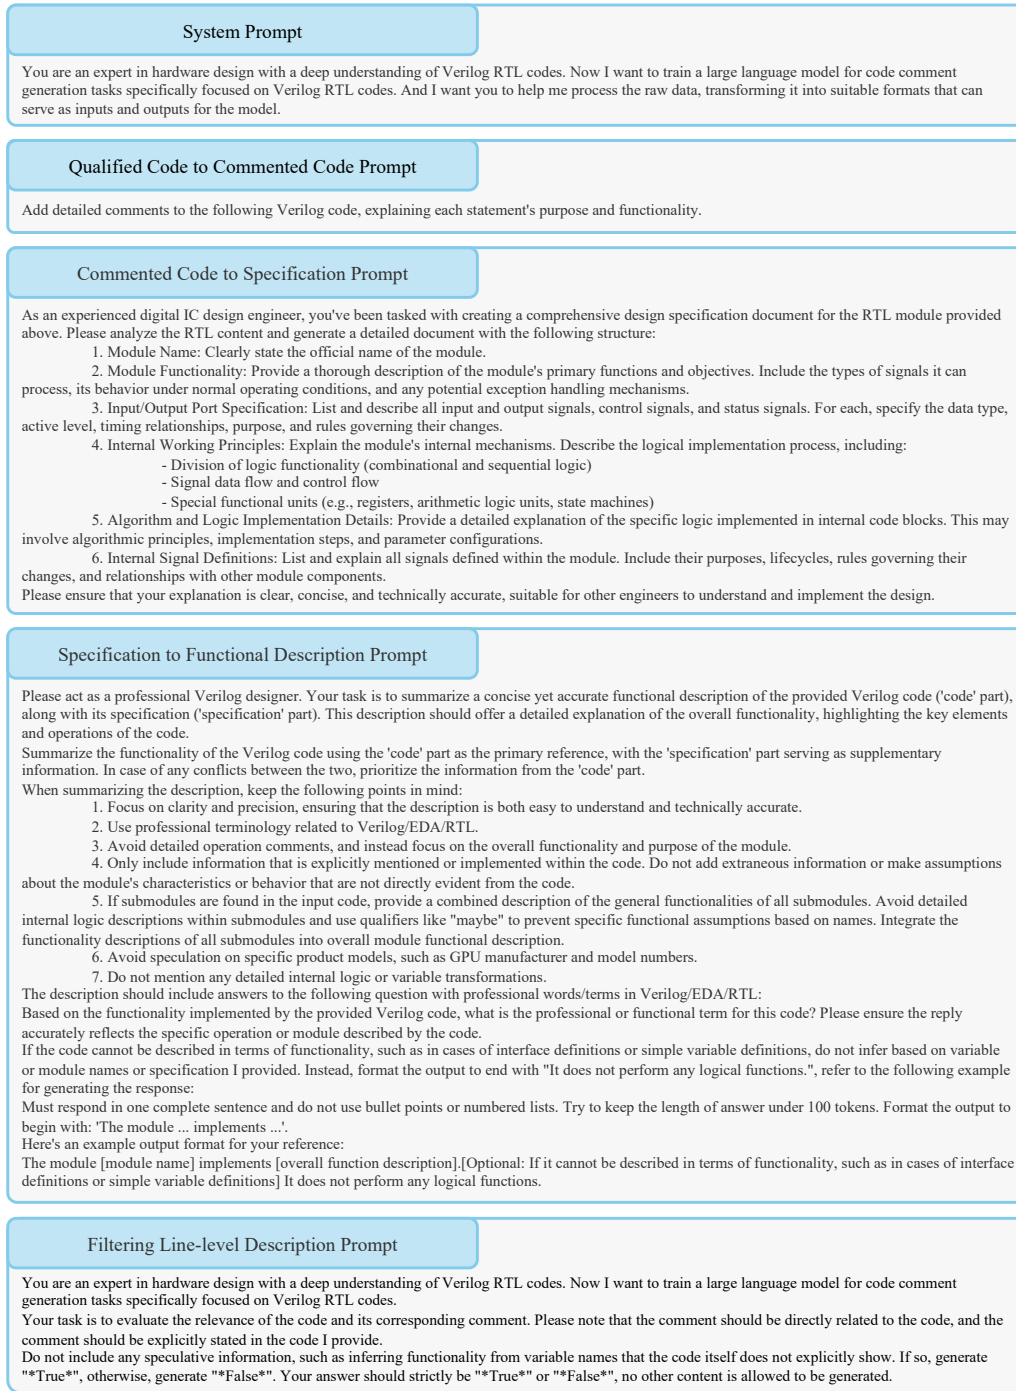 System Prompt
You are an expert in hardware design with a deep understanding of Verilog RTL codes. Now I want to train a large language model for code comment
generation tasks specifically focused on Verilog RTL codes. And I want you to help me process the raw data, transforming it into suitable formats that can
serve as inputs and outputs for the model.
Qualified Code to Commented Code Prompt
Add detailed comments to the following Verilog code, explaining each statement's purpose and functionality.
Commented Code to Specification Prompt
As an experienced digital IC design engineer, you've been tasked with creating a comprehensive design specification document for the RTL module provided
above. Please analyze the RTL content and generate a detailed document with the following structure:
1. Module Name: Clearly state the official name of the module.
2. Module Functionality: Provide a thorough description of the module's primary functions and objectives. Include the types of signals it can
process, its behavior under normal operating conditions, and any potential exception handling mechanisms.
3. Input/Output Port Specification: List and describe all input and output signals, control signals, and status signals. For each, specify the data type,
active level, timing relationships, purpose, and rules governing their changes.
4. Internal Working Principles: Explain the module's internal mechanisms. Describe the logical implementation process, including:
- Division of logic functionality (combinational and sequential logic)
- Signal data flow and control flow
- Special functional units (e.g., registers, arithmetic logic units, state machines)
5. Algorithm and Logic Implementation Details: Provide a detailed explanation of the specific logic implemented in internal code blocks. This may
involve algorithmic principles, implementation steps, and parameter configurations.
6. Internal Signal Definitions: List and explain all signals defined within the module. Include their purposes, lifecycles, rules governing their
changes, and relationships with other module components.
Please ensure that your explanation is clear, concise, and technically accurate, suitable for other engineers to understand and implement the design.
Specification to Functional Description Prompt
Please act as a professional Verilog designer. Your task is to summarize a concise yet accurate functional description of the provided Verilog code ('code' part),
along with its specification ('specification' part). This description should offer a detailed explanation of the overall functionality, highlighting the key elements
and operations of the code.
Summarize the functionality of the Verilog code using the 'code' part as the primary reference, with the 'specification' part serving as supplementary
information. In case of any conflicts between the two, prioritize the information from the 'code' part.
When summarizing the description, keep the following points in mind:
1. Focus on clarity and precision, ensuring that the description is both easy to understand and technically accurate.
2. Use professional terminology related to Verilog/EDA/RTL.
3. Avoid detailed operation comments, and instead focus on the overall functionality and purpose of the module.
4. Only include information that is explicitly mentioned or implemented within the code. Do not add extraneous information or make assumptions
about the module's characteristics or behavior that are not directly evident from the code.
5. If submodules are found in the input code, provide a combined description of the general functionalities of all submodules. Avoid detailed
internal logic descriptions within submodules and use qualifiers like "maybe" to prevent specific functional assumptions based on names. Integrate the
functionality descriptions of all submodules into overall module functional description.
6. Avoid speculation on specific product models, such as GPU manufacturer and model numbers.
7. Do not mention any detailed internal logic or variable transformations.
The description should include answers to the following question with professional words/terms in Verilog/EDA/RTL:
Based on the functionality implemented by the provided Verilog code, what is the professional or functional term for this code? Please ensure the reply
accurately reflects the specific operation or module described by the code.
If the code cannot be described in terms of functionality, such as in cases of interface definitions or simple variable definitions, do not infer based on variable
or module names or specification I provided. Instead, format the output to end with "It does not perform any logical functions.", refer to the following example
for generating the response:
Must respond in one complete sentence and do not use bullet points or numbered lists. Try to keep the length of answer under 100 tokens. Format the output to
begin with: 'The module ... implements ...'.
Here's an example output format for your reference:
The module [module name] implements [overall function description].[Optional: If it cannot be described in terms of functionality, such as in cases of interface
definitions or simple variable definitions] It does not perform any logical functions.
Filtering Line-level Description Prompt
You are an expert in hardware design with a deep understanding of Verilog RTL codes. Now I want to train a large language model for code comment
generation tasks specifically focused on Verilog RTL codes.
Your task is to evaluate the relevance of the code and its corresponding comment. Please note that the comment should be directly related to the code, and the
comment should be explicitly stated in the code I provide.
Do not include any speculative information, such as inferring functionality from variable names that the code itself does not explicitly show. If so, generate
"*True*", otherwise, generate "*False*". Your answer should strictly be "*True*" or "*False*", no other content is allowed to be generated.